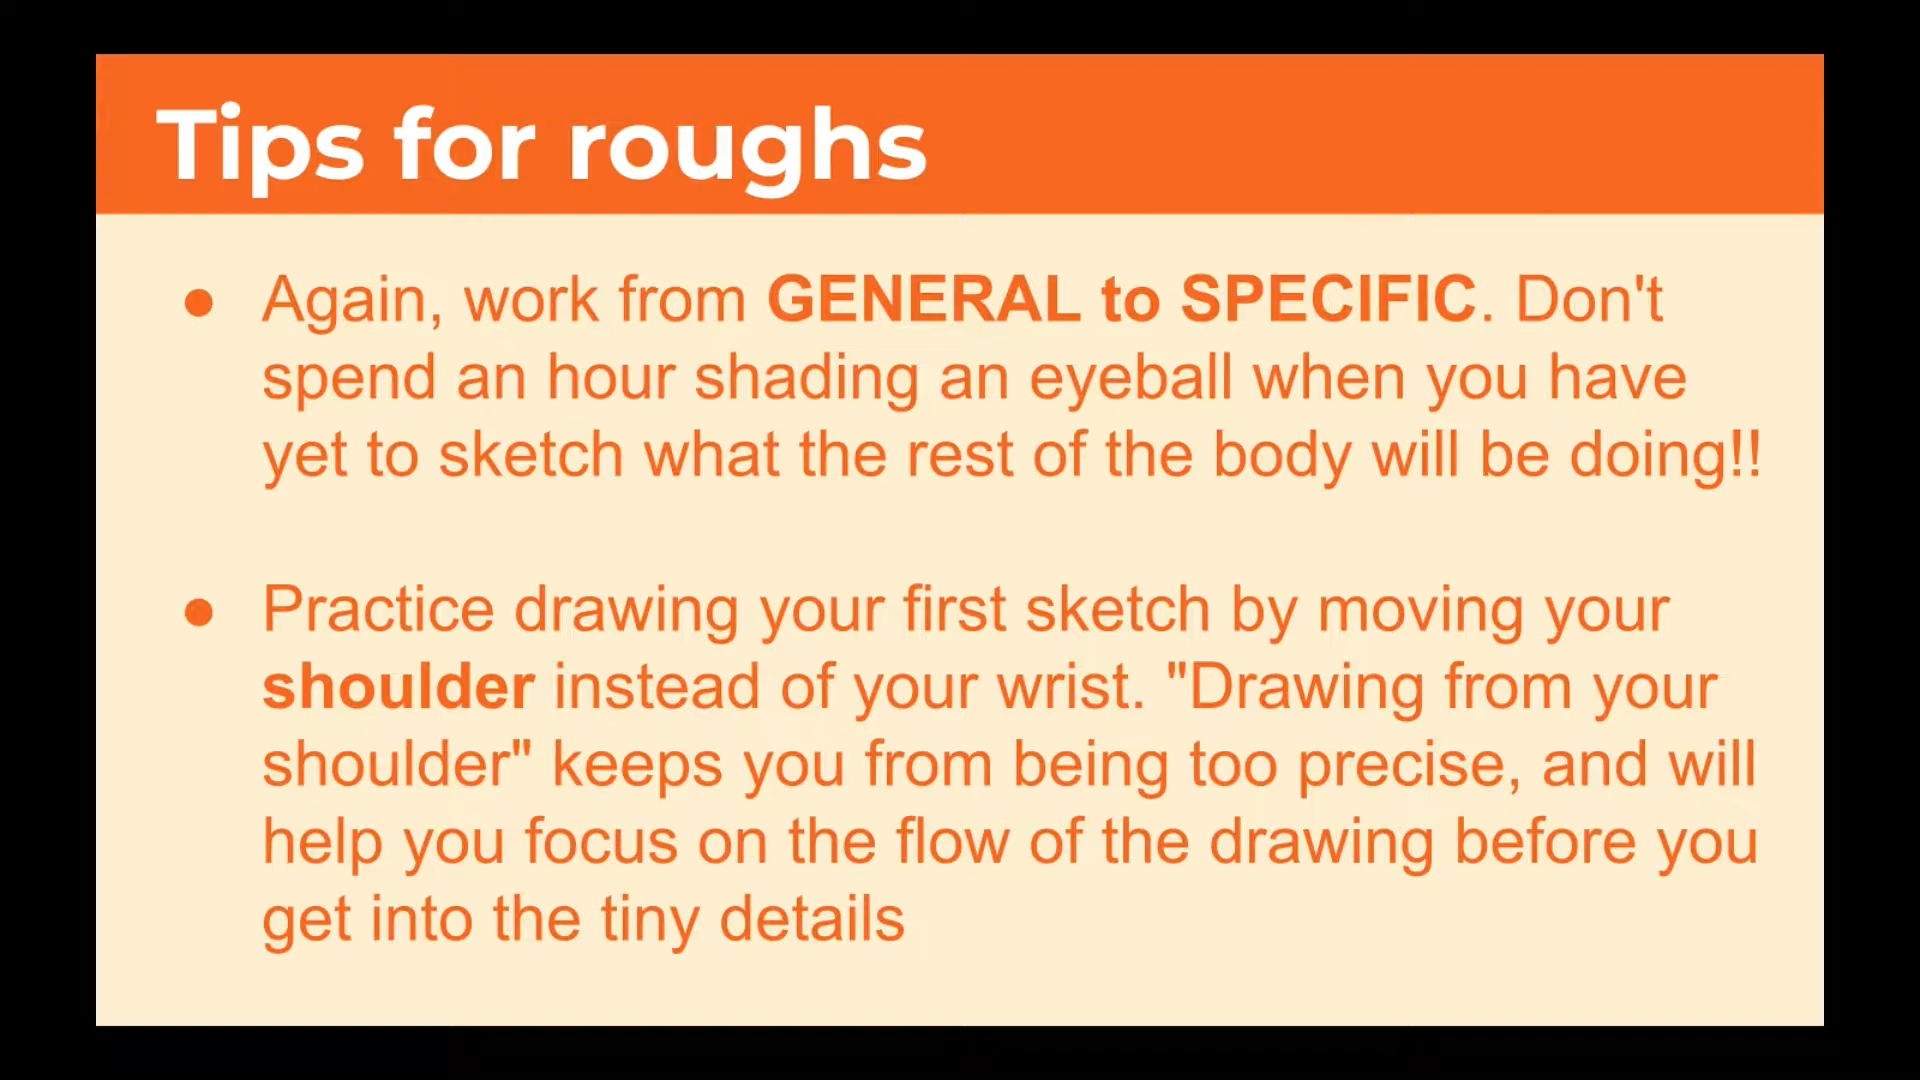 Tips for roughs
● Again, work from GENERAL to SPECIFIC. Don't
spend an hour shading an eyeball when you have
yet to sketch what the rest of the body will be doing!!
● Practice drawing your first sketch by moving your
shoulder instead of your wrist. "Drawing from your
shoulder" keeps you from being too precise, and will
help you focus on the flow of the drawing before you
get into the tiny details